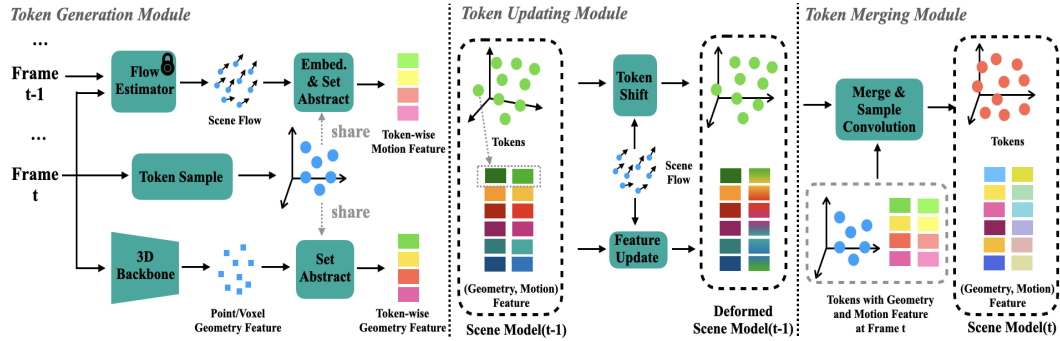 Token Generation Module
...
Frame
t-1
...
Frame
t
Flow
Estimator
Scene Flow
Embed.
& Set
Abstract
Token-wise
Motion Feature
share
Token Sample
share
3D
Backbone
Point/Voxel
Geometry Feature
Set
Abstract
Token-wise
Geometry Feature
Token Updating Module
Tokens
(Geometry, Motion)
Feature
Scene Model(t-1)
Token
Shift
Scene
Flow
Feature
Update
Deformed
Scene Model(t-1)
Token Merging Module
Merge &
Sample
Convolution
Tokens with Geometry
and Motion Feature
at Frame t
Tokens
(Geometry, Motion)
Feature
Scene Model(t)